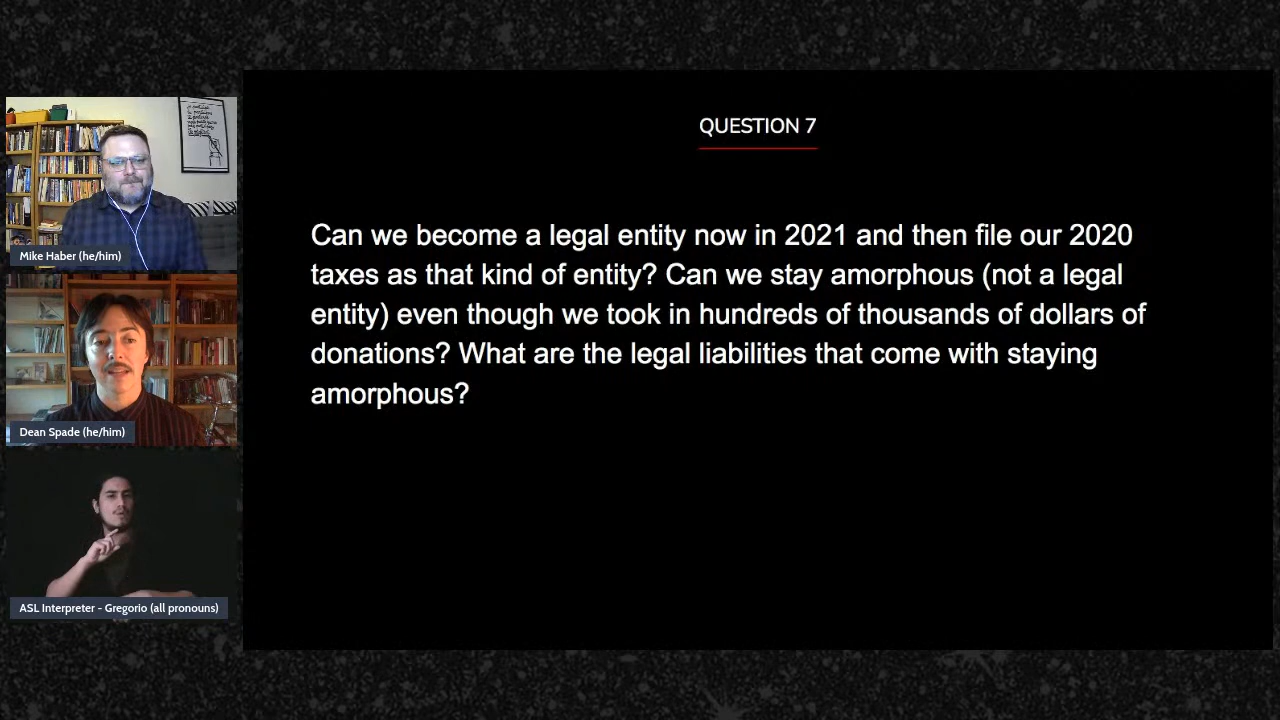 QUESTION 7
Can we become a legal entity now in 2021 and then file our 2020
taxes as that kind of entity? Can we stay amorphous (not a legal
entity) even though we took in hundreds of thousands of dollars of
donations? What are the legal liabilities that come with staying
amorphous?
Mike Haber (he/him)
Dean Spade (he/him)
ASL Interpreter - Gregorio (all pronouns)